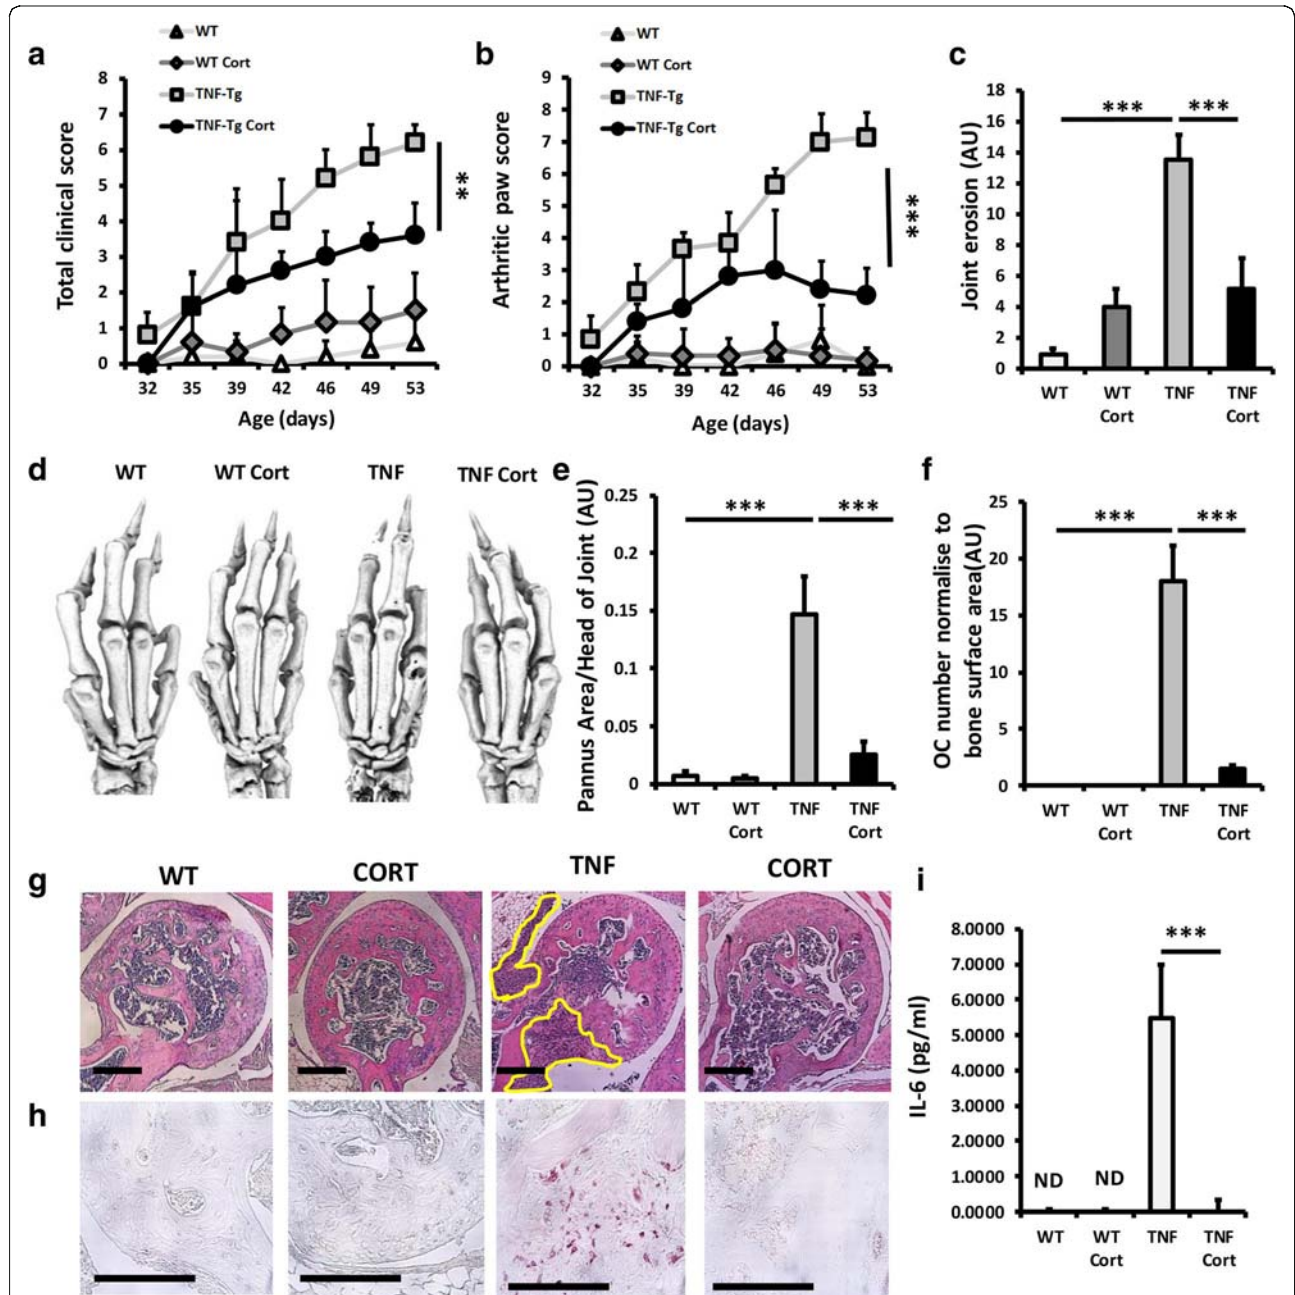 a
WT
WT Cort
TNF-Tg
TNF-Tg Cort
Total clinical score
8
7
6
5
4
3
2
1
0
32 35 39 42 46 49 53
Age (days)
**
b
WT
WT Cort
TNF-Tg
TNF-Tg Cort
Arthritic paw score
9
8
7
6
5
4
3
2
1
0
32 35 39 42 46 49 53
Age (days)
***
c
Joint erosion (AU)
18
16
14
12
10
8
6
4
2
0
*** ***
WT WT Cort TNF TNF Cort
d
WT WT Cort TNF TNF Cort
e
Pannus Area/Head of Joint (AU)
0.25
0.2
0.15
0.1
0.05
0
*** ***
WT WT Cort TNF TNF Cort
f
OC number normalise to
bone surface area(AU)
25
20
15
10
5
0
*** ***
WT WT Cort TNF TNF Cort
g
WT CORT TNF CORT
h
i
IL-6 (pg/ml)
8.0000
7.0000
6.0000
5.0000
4.0000
3.0000
2.0000
1.0000
0.0000
***
ND ND
WT WT Cort TNF TNF Cort